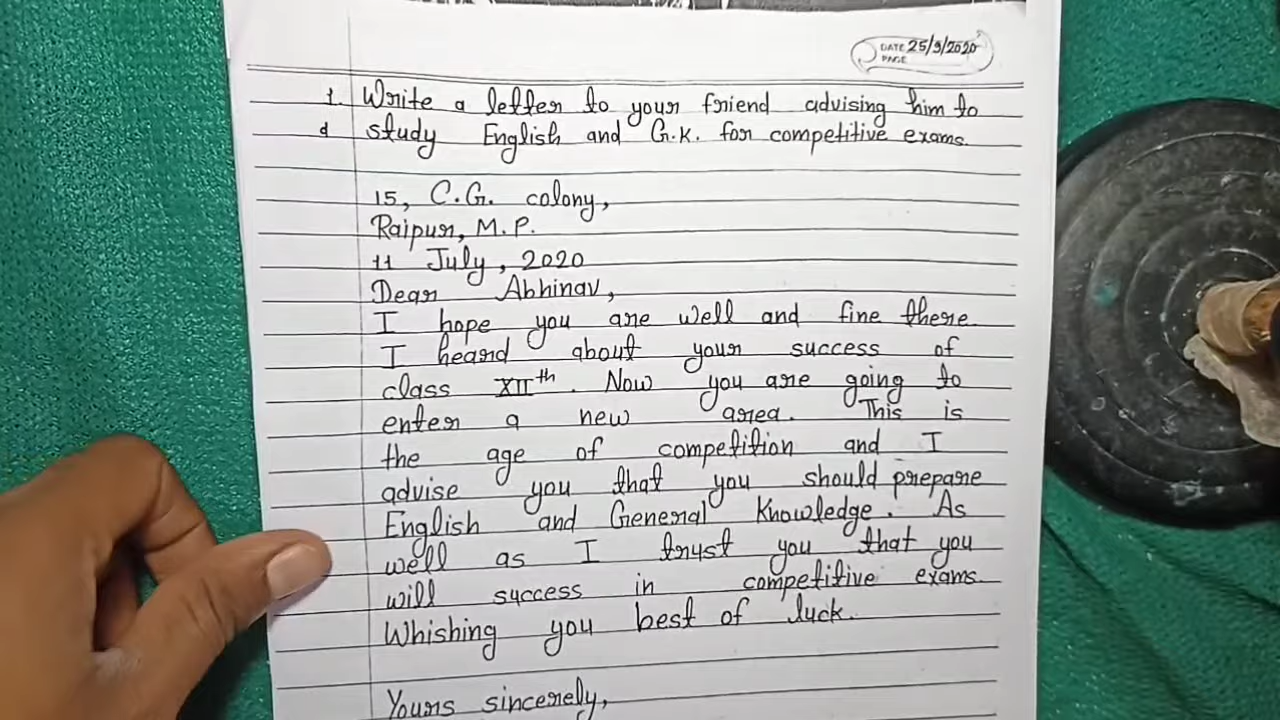 DATE 25/9/2020
PAGE
1. Write a letter to your friend advising him to
d study English and G.K. for competitive exams.
15, C.G. colony,
Raipur, M.P.
11 July, 2020
Dear Abhinav,
I hope you are well and fine there.
I heard about your success of
class XIIth. Now you are going to
enter a new area. This is
the age of competition and I
advise you that you should prepare
English and General Knowledge. As
well as I trust you that you
will success in competitive exams.
Whishing you best of luck.
Yours sincerely,